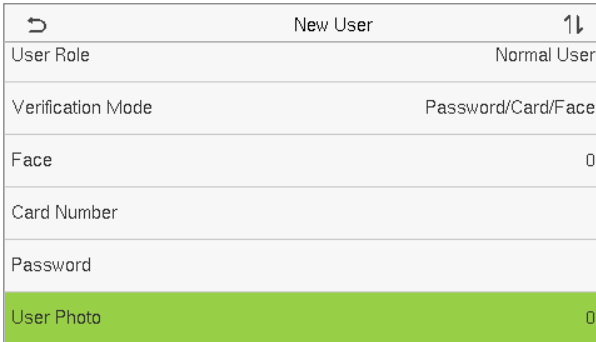 New User
User Role Normal User
Verification Mode Password/Card/Face
Face 0
Card Number
Password
User Photo 0